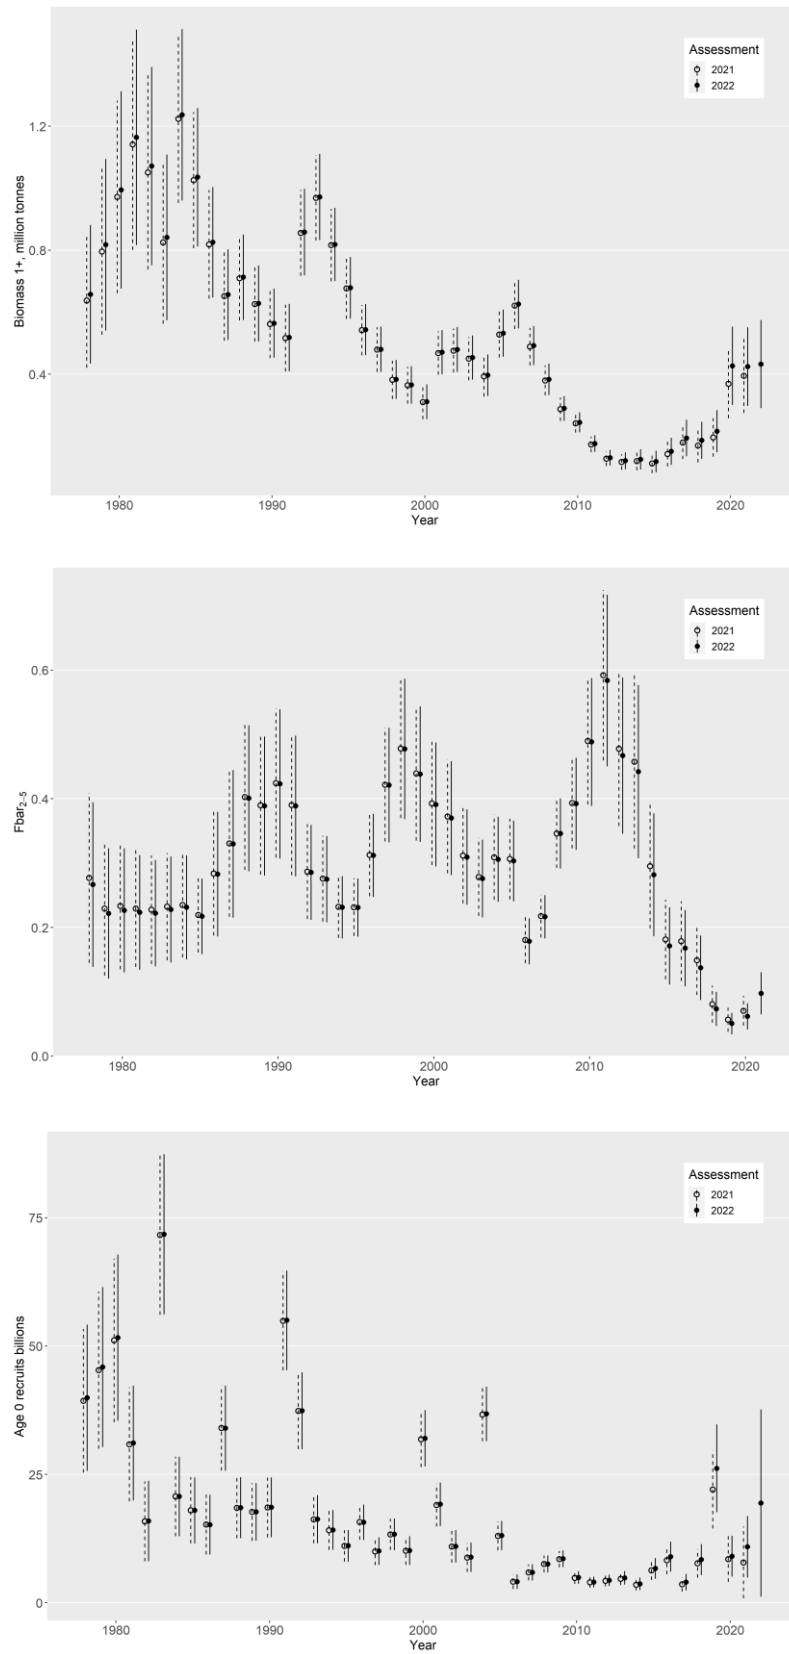 Assessment
2021
2022
1.2
0.8
0.4
Biomass 1+, million tonnes
1980 1990 2000 2010 2020
Year
Assessment
2021
2022
0.6
0.4
0.2
0.0
Fbar2−5
1980 1990 2000 2010 2020
Year
Assessment
2021
2022
75
50
25
0
Age 0 recruits billions
1980 1990 2000 2010 2020
Year